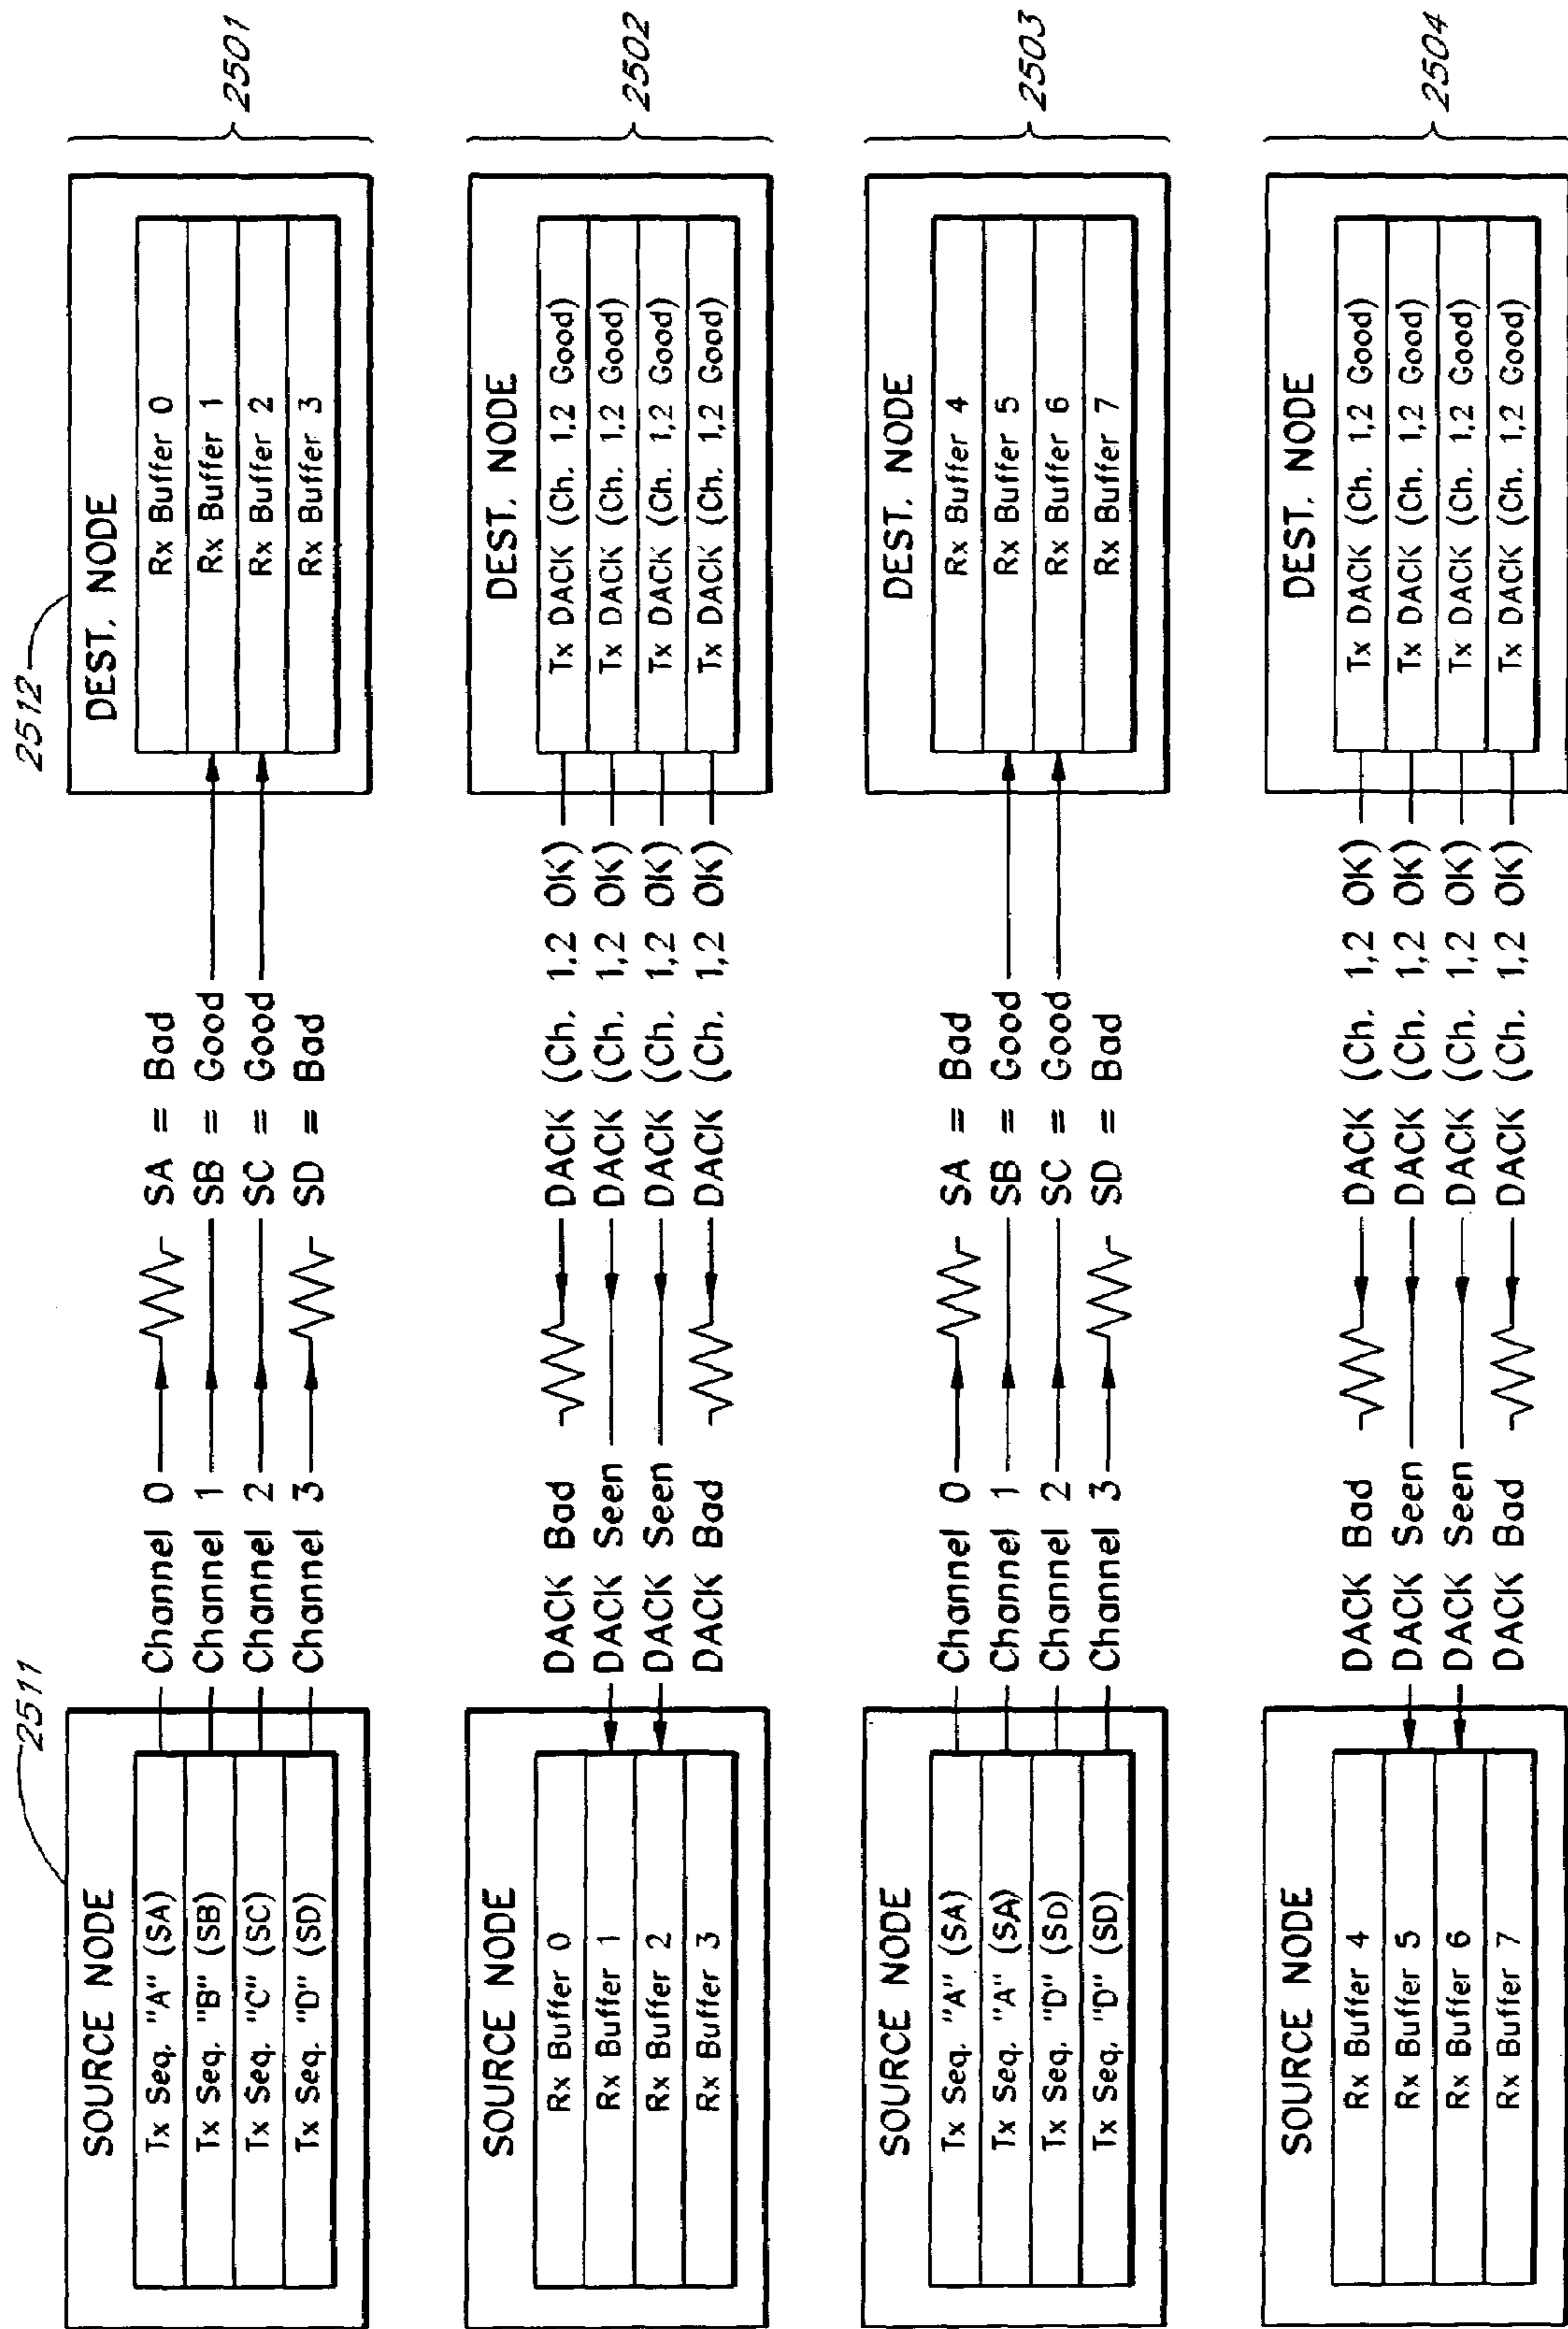 2511
2512
SOURCE NODE
Tx Seq. "A" (SA)
Tx Seq. "B" (SB)
Tx Seq. "C" (SC)
Tx Seq. "D" (SD)
Channel 0
Channel 1
Channel 2
Channel 3
SA = Bad
SB = Good
SC = Good
SD = Bad
DEST. NODE
Rx Buffer 0
Rx Buffer 1
Rx Buffer 2
Rx Buffer 3
2501
SOURCE NODE
Rx Buffer 0
Rx Buffer 1
Rx Buffer 2
Rx Buffer 3
DACK Bad
DACK Seen
DACK Seen
DACK Bad
DACK (Ch. 1,2 OK)
DACK (Ch. 1,2 OK)
DACK (Ch. 1,2 OK)
DACK (Ch. 1,2 OK)
DEST. NODE
Tx DACK (Ch. 1,2 Good)
Tx DACK (Ch. 1,2 Good)
Tx DACK (Ch. 1,2 Good)
Tx DACK (Ch. 1,2 Good)
2502
SOURCE NODE
Tx Seq. "A" (SA)
Tx Seq. "A" (SA)
Tx Seq. "D" (SD)
Tx Seq. "D" (SD)
Channel 0
Channel 1
Channel 2
Channel 3
SA = Bad
SB = Good
SC = Good
SD = Bad
DEST. NODE
Rx Buffer 4
Rx Buffer 5
Rx Buffer 6
Rx Buffer 7
2503
SOURCE NODE
Rx Buffer 4
Rx Buffer 5
Rx Buffer 6
Rx Buffer 7
DACK Bad
DACK Seen
DACK Seen
DACK Bad
DACK (Ch. 1,2 OK)
DACK (Ch. 1,2 OK)
DACK (Ch. 1,2 OK)
DACK (Ch. 1,2 OK)
DEST. NODE
Tx DACK (Ch. 1,2 Good)
Tx DACK (Ch. 1,2 Good)
Tx DACK (Ch. 1,2 Good)
Tx DACK (Ch. 1,2 Good)
2504